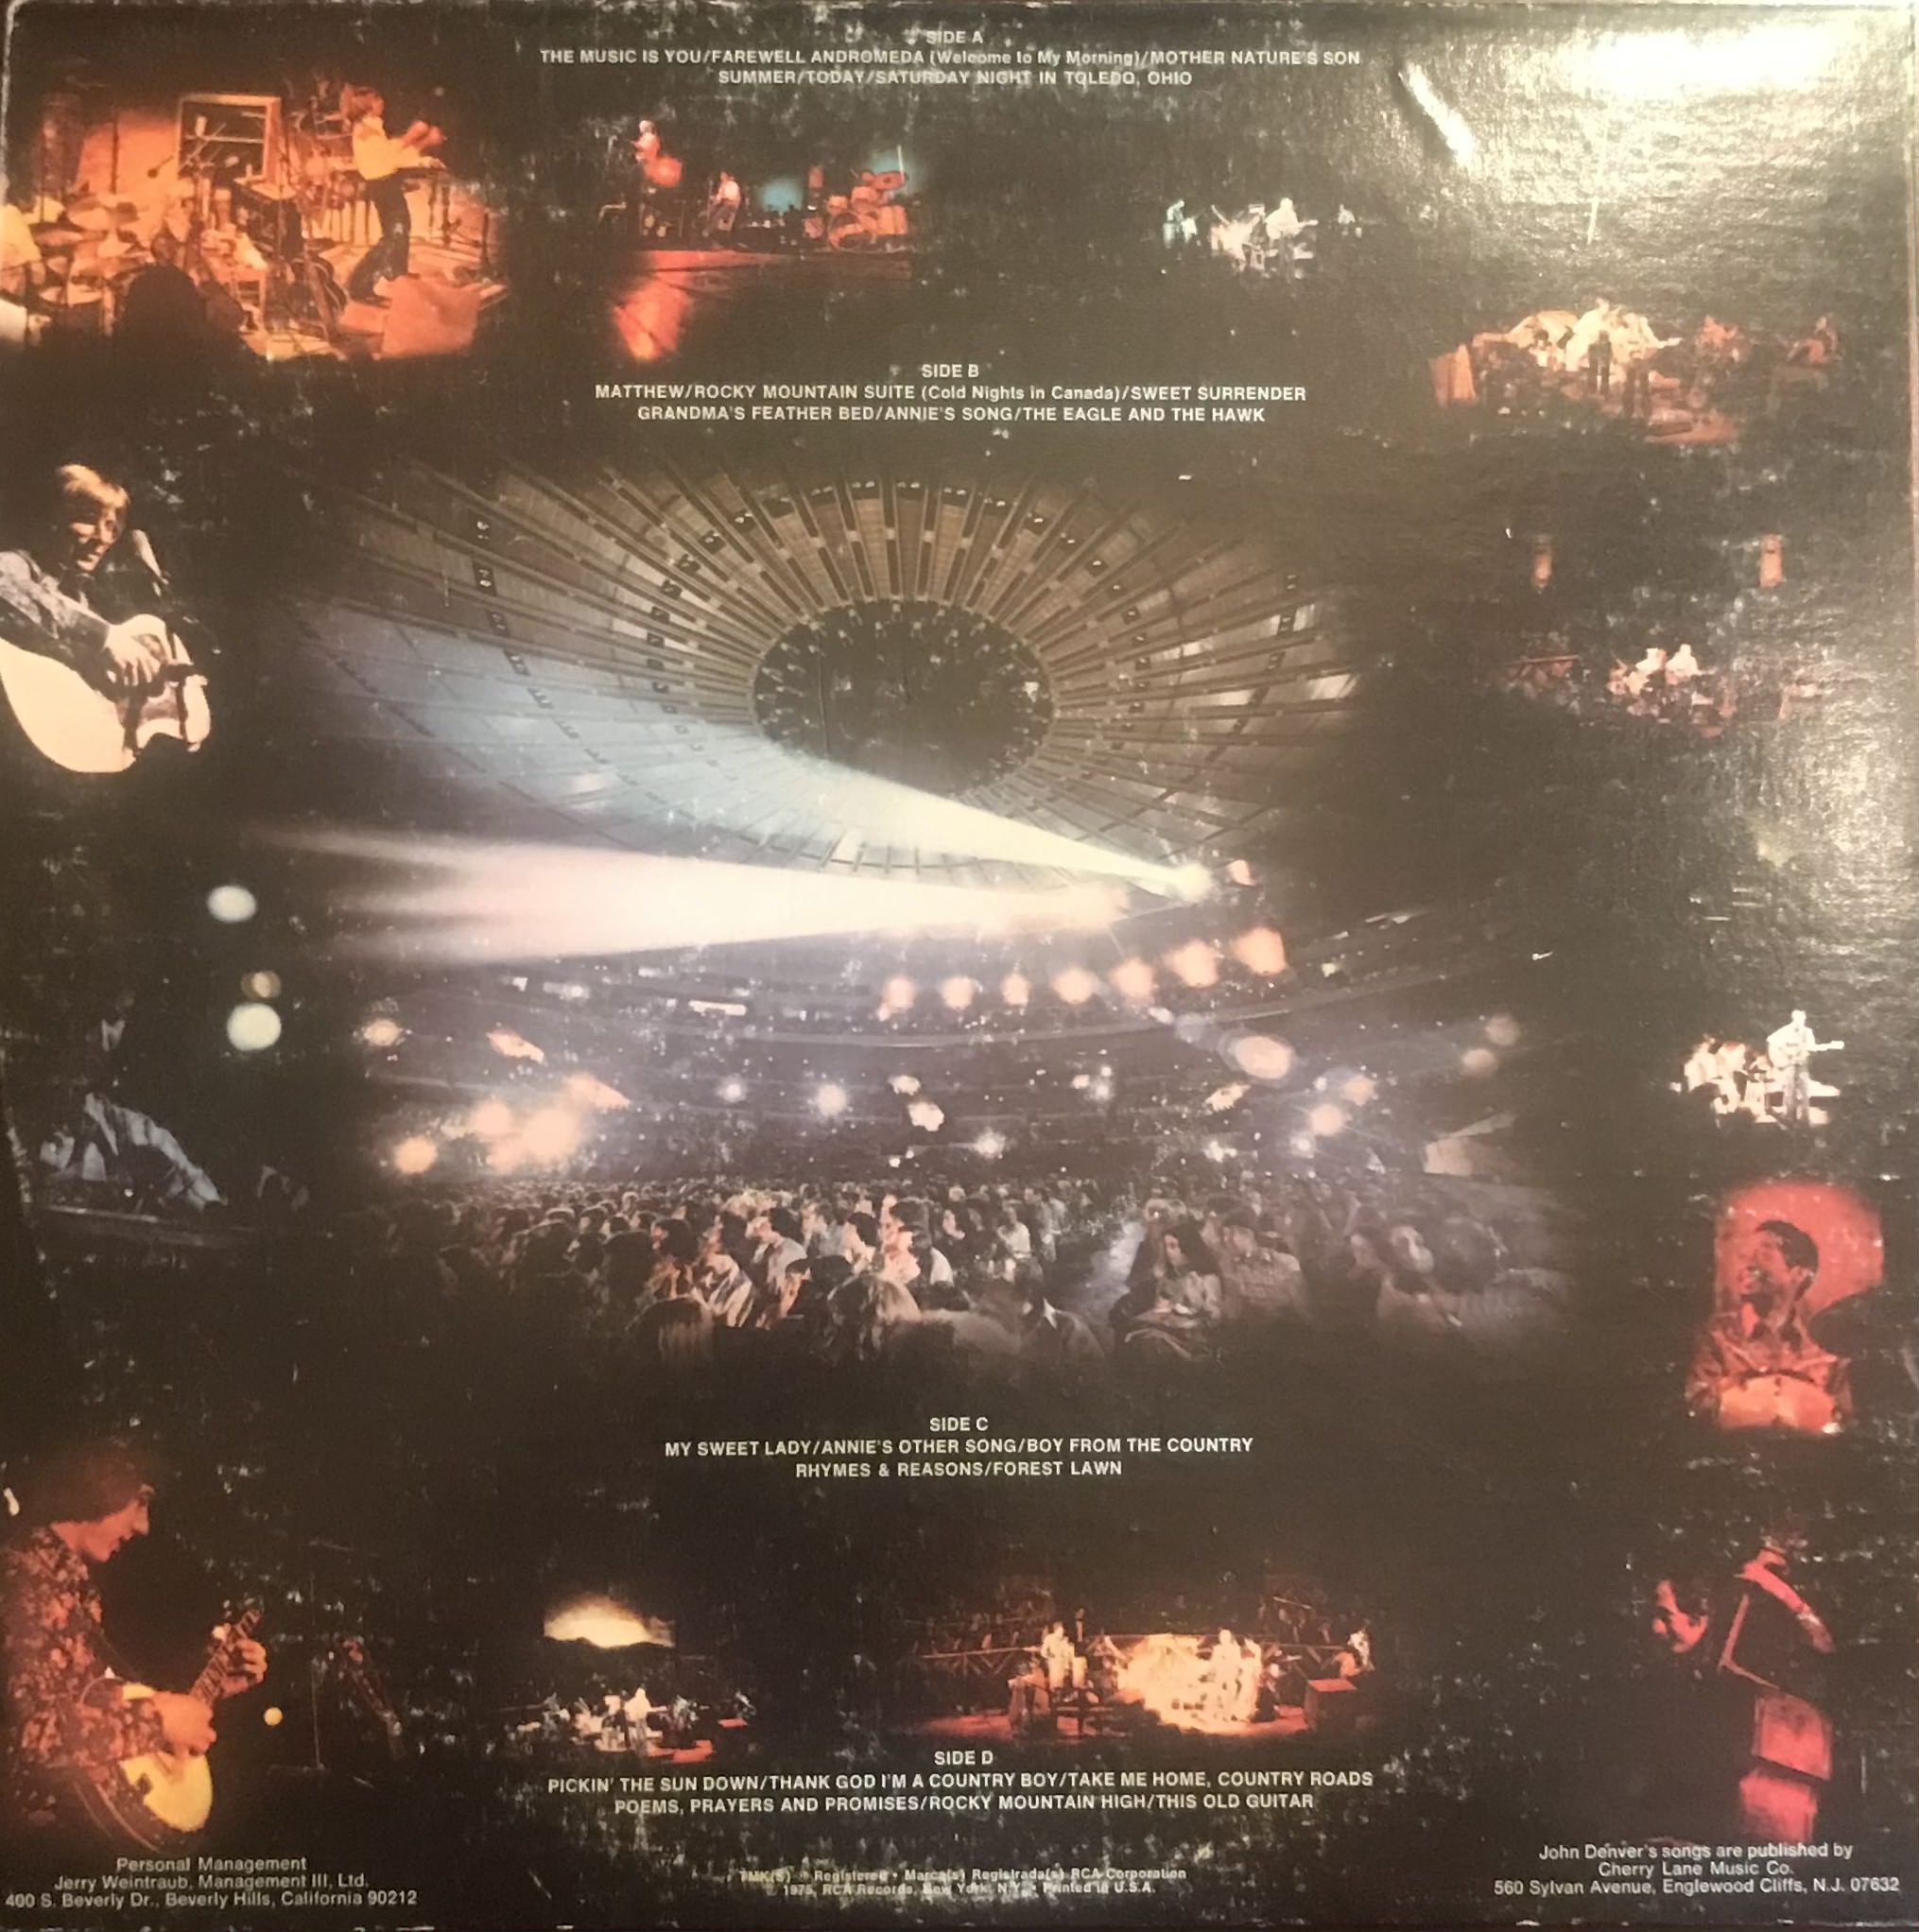 SIDE A
THE MUSIC IS YOU/FAREWELL ANDROMEDA (Welcome to My Morning)/MOTHER NATURE'S SON
SUMMER/TODAY/SATURDAY NIGHT IN TOLEDO, OHIO
SIDE B
MATTHEW/ROCKY MOUNTAIN SUITE (Cold Nights in Canada)/SWEET SURRENDER
GRANDMA'S FEATHER BED/ANNIE'S SONG/THE EAGLE AND THE HAWK
SIDE C
MY SWEET LADY/ANNIE'S OTHER SONG/BOY FROM THE COUNTRY
RHYMES & REASONS/FOREST LAWN
SIDE D
PICKIN' THE SUN DOWN/THANK GOD I'M A COUNTRY BOY/TAKE ME HOME, COUNTRY ROADS
POEMS, PRAYERS AND PROMISES/ROCKY MOUNTAIN HIGH/THIS OLD GUITAR
Personal Management
Jerry Weintraub, Management III, Ltd.
400 S. Beverly Dr., Beverly Hills, California 90212
TMK(S) ® Registered • Marca(s) Registrada(s) RCA Corporation
© 1975, RCA Records, New York, N.Y. • Printed in U.S.A.
John Denver's songs are published by
Cherry Lane Music Co.
560 Sylvan Avenue, Englewood Cliffs, N.J. 07632